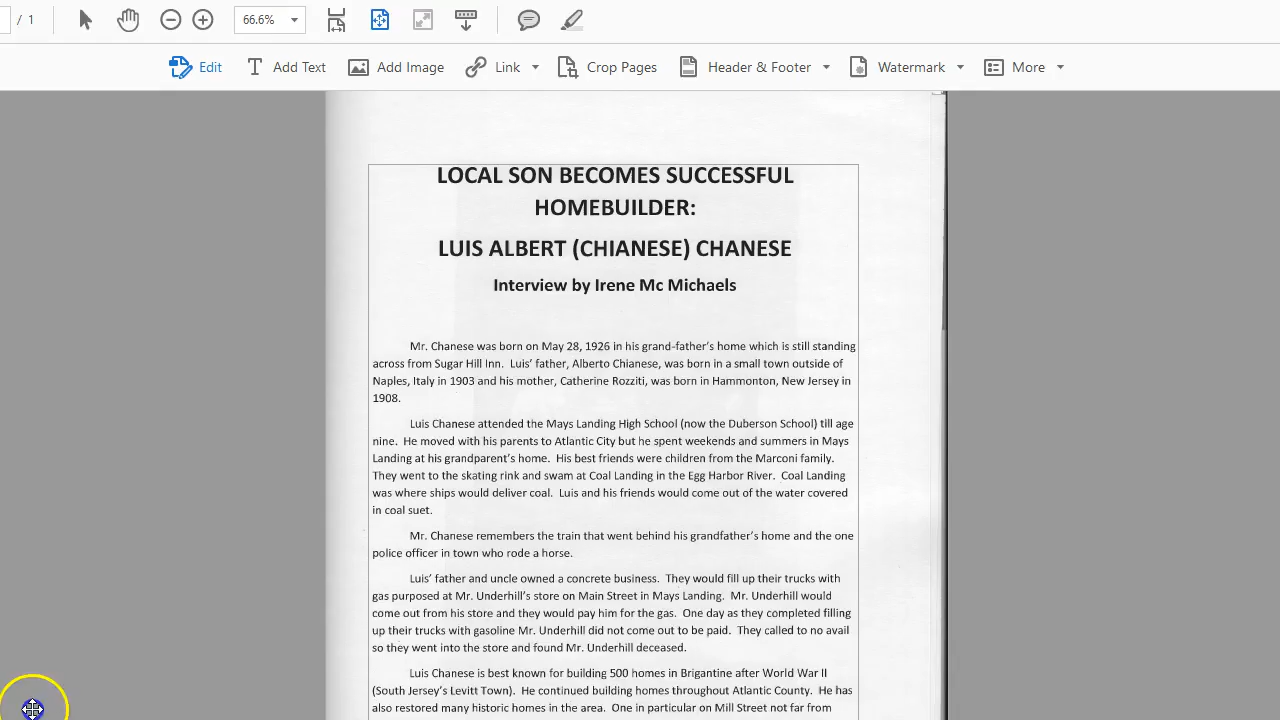 / 1
66.6%
Edit Add Text Add Image Link Crop Pages Header & Footer Watermark More
LOCAL SON BECOMES SUCCESSFUL
HOMEBUILDER:
LUIS ALBERT (CHIANESE) CHANESE
Interview by Irene Mc Michaels
Mr. Chanese was born on May 28, 1926 in his grand-father's home which is still standing
across from Sugar Hill Inn. Luis' father, Alberto Chianese, was born in a small town outside of
Naples, Italy in 1903 and his mother, Catherine Rozziti, was born in Hammonton, New Jersey in
1908.
Luis Chanese attended the Mays Landing High School (now the Duberson School) till age
nine. He moved with his parents to Atlantic City but he spent weekends and summers in Mays
Landing at his grandparent's home. His best friends were children from the Marconi family.
They went to the skating rink and swam at Coal Landing in the Egg Harbor River. Coal Landing
was where ships would deliver coal. Luis and his friends would come out of the water covered
in coal suet.
Mr. Chanese remembers the train that went behind his grandfather's home and the one
police officer in town who rode a horse.
Luis' father and uncle owned a concrete business. They would fill up their trucks with
gas purposed at Mr. Underhill's store on Main Street in Mays Landing. Mr. Underhill would
come out from his store and they would pay him for the gas. One day as they completed filling
up their trucks with gasoline Mr. Underhill did not come out to be paid. They called to no avail
so they went into the store and found Mr. Underhill deceased.
Luis Chanese is best known for building 500 homes in Brigantine after World War II
(South Jersey's Levitt Town). He continued building homes throughout Atlantic County. He has
also restored many historic homes in the area. One in particular on Mill Street not far from